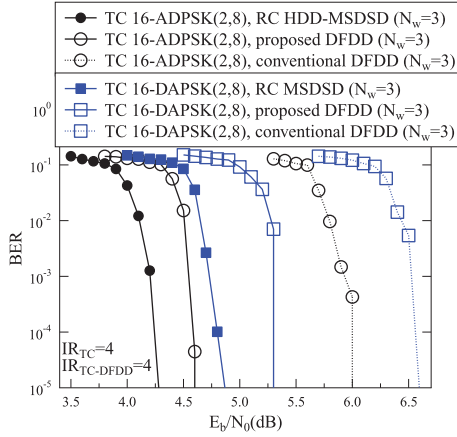 TC 16-ADPSK(2,8), RC HDD-MSDSD (N_w=3)
TC 16-ADPSK(2,8), proposed DFDD (N_w=3)
TC 16-ADPSK(2,8), conventional DFDD (N_w=3)
TC 16-DAPSK(2,8), RC MSDSD (N_w=3)
TC 16-DAPSK(2,8), proposed DFDD (N_w=3)
TC 16-DAPSK(2,8), conventional DFDD (N_w=3)
10^0
10^-1
10^-2
10^-3
10^-4
10^-5
BER
IR_TC=4
IR_TC-DFDD=4
3.5 4.0 4.5 5.0 5.5 6.0 6.5
E_b/N_0(dB)